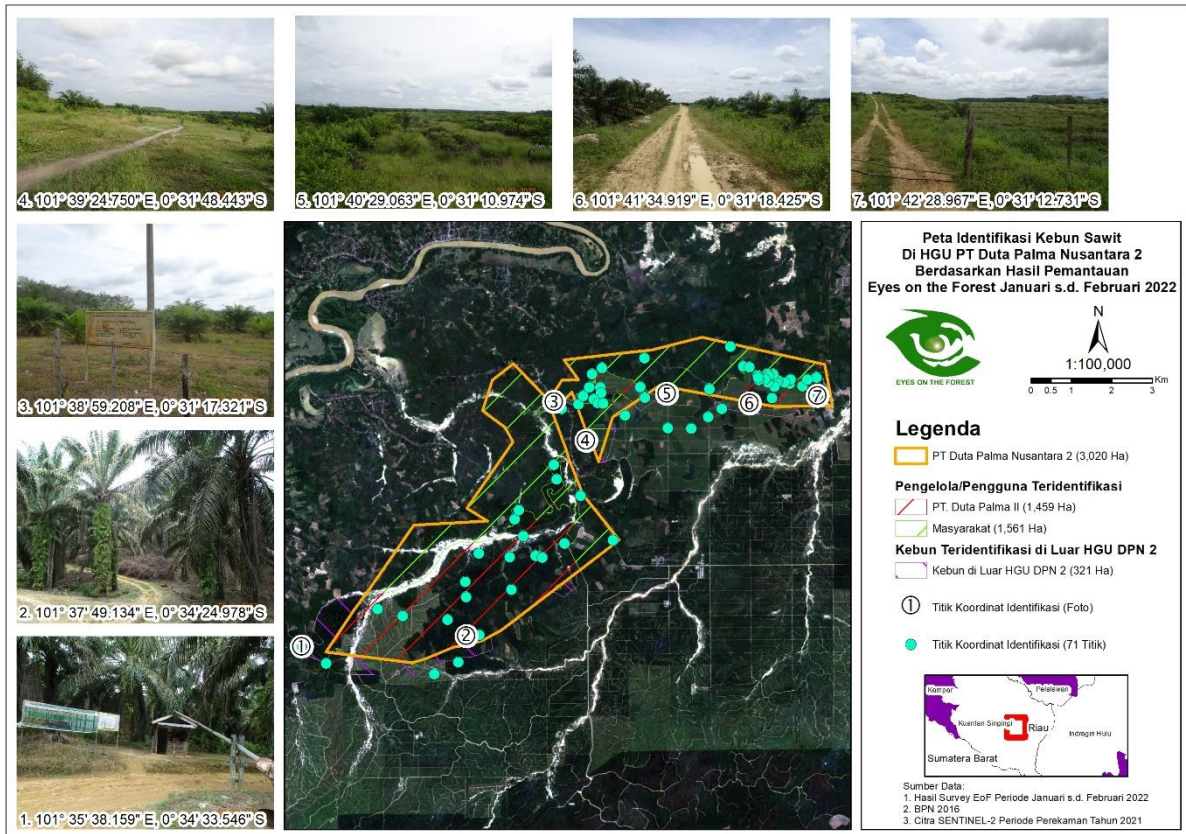 4. 101° 39' 24.750" E, 0° 31' 48.443" S
5. 101° 40' 29.063" E, 0° 31' 10.974" S
6. 101° 41' 34.919" E, 0° 31' 18.425" S
7. 101° 42' 28.967" E, 0° 31' 12.731" S
3. 101° 38' 59.208" E, 0° 31' 17.321" S
2. 101° 37' 49.134" E, 0° 34' 24.978" S
1. 101° 35' 38.159" E, 0° 34' 33.546" S
3
4
5
6
7
2
1
Peta Identifikasi Kebun Sawit
Di HGU PT Duta Palma Nusantara 2
Berdasarkan Hasil Pemantauan
Eyes on the Forest Januari s.d. Februari 2022
EYES ON THE FOREST
N
1:100,000
0 0.5 1 2 3
Km
Legenda
PT Duta Palma Nusantara 2 (3,020 Ha)
Pengelola/Pengguna Teridentifikasi
PT. Duta Palma II (1,459 Ha)
Masyarakat (1,561 Ha)
Kebun Teridentifikasi di Luar HGU DPN 2
Kebun di Luar HGU DPN 2 (321 Ha)
1 Titik Koordinat Identifikasi (Foto)
Titik Koordinat Identifikasi (71 Titik)
Kampar
Pelalawan
Kuantan Singingi
Riau
Indragiri Hulu
Sumatera Barat
Sumber Data:
1. Hasil Survey EoF Periode Januari s.d. Februari 2022
2. BPN 2016
3. Citra SENTINEL-2 Periode Perekaman Tahun 2021